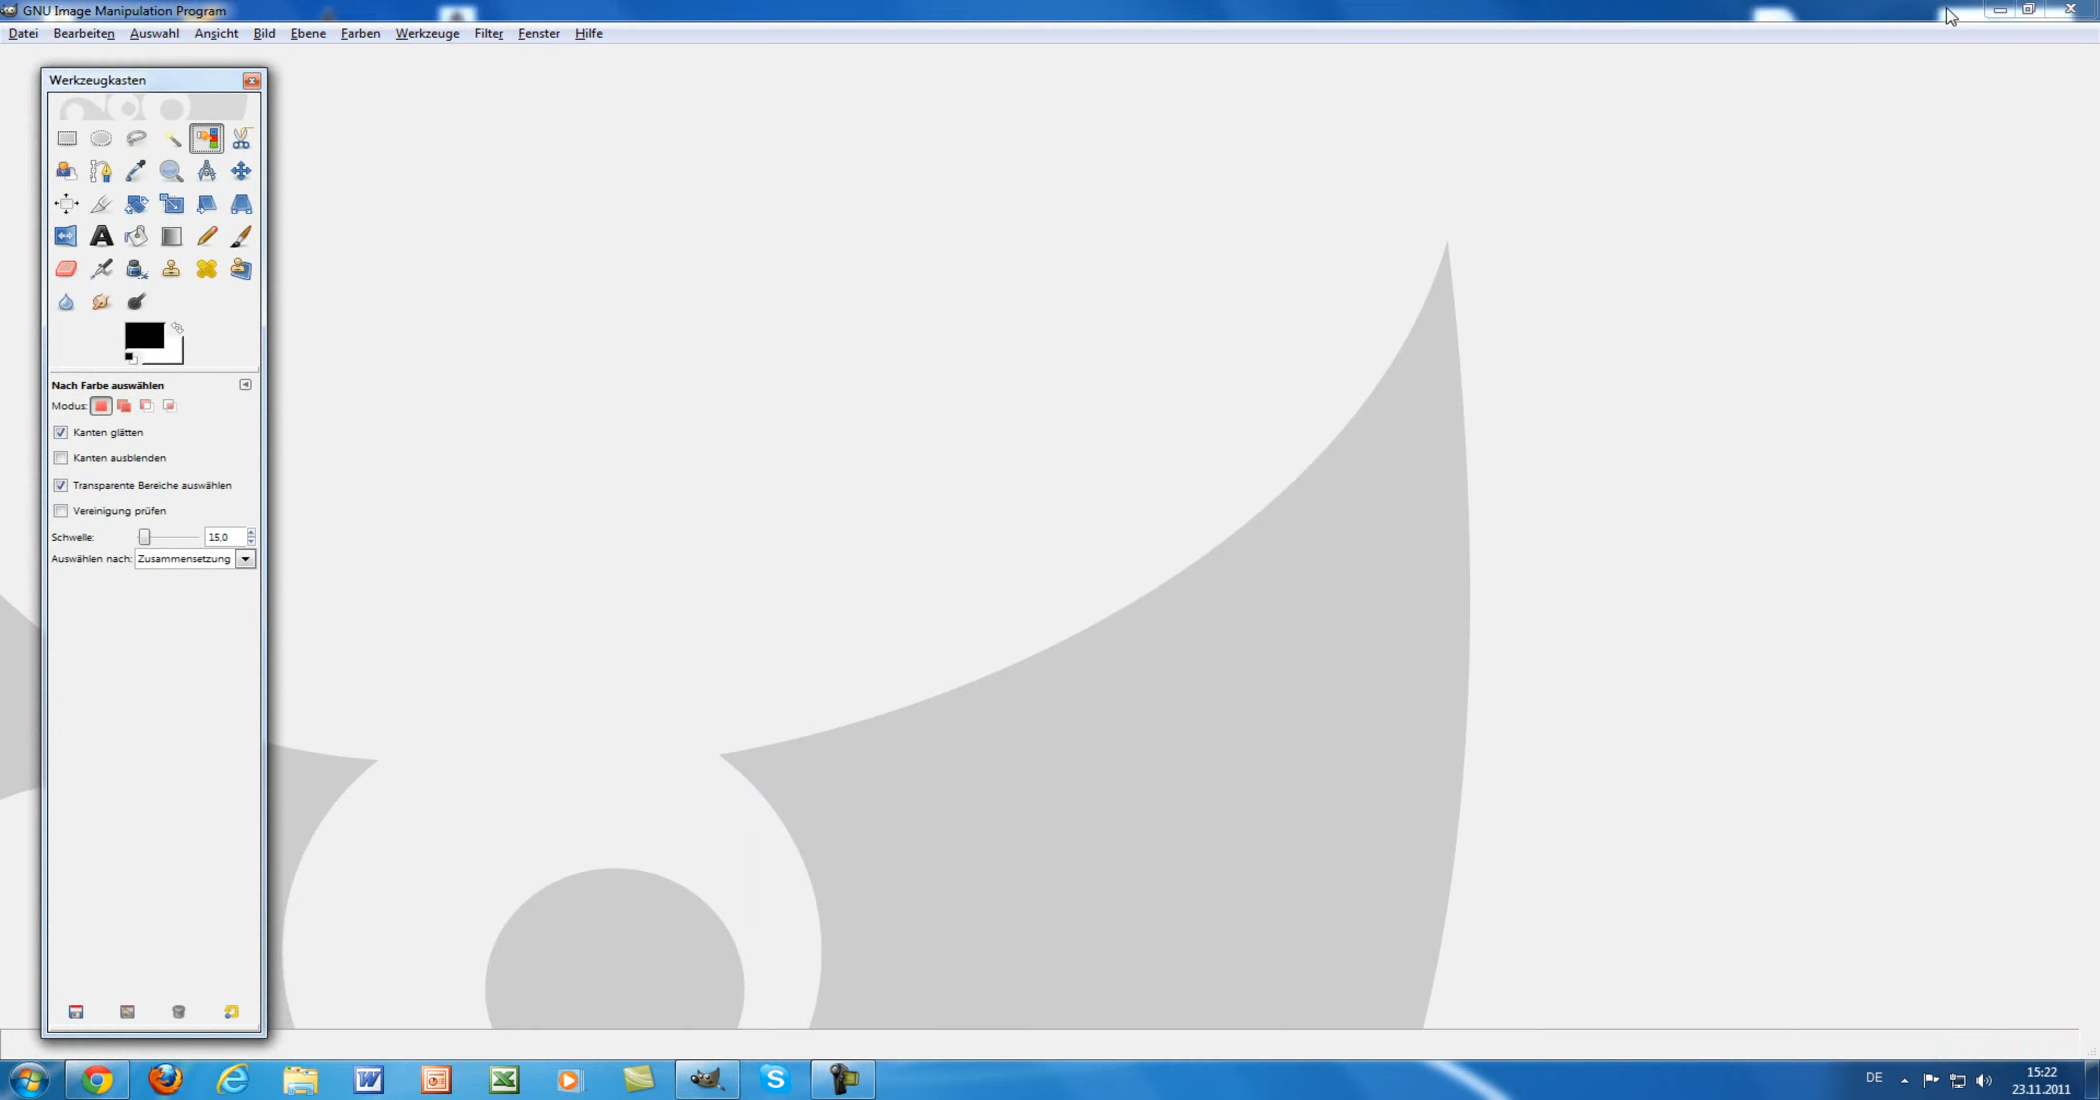 GNU Image Manipulation Program
Datei Bearbeiten Auswahl Ansicht Bild Ebene Farben Werkzeuge Filter Fenster Hilfe
Werkzeugkasten
Nach Farbe auswählen
Modus:
Kanten glätten
Kanten ausblenden
Transparente Bereiche auswählen
Vereinigung prüfen
Schwelle: 15,0
Auswählen nach: Zusammensetzung
DE
15:22
23.11.2011